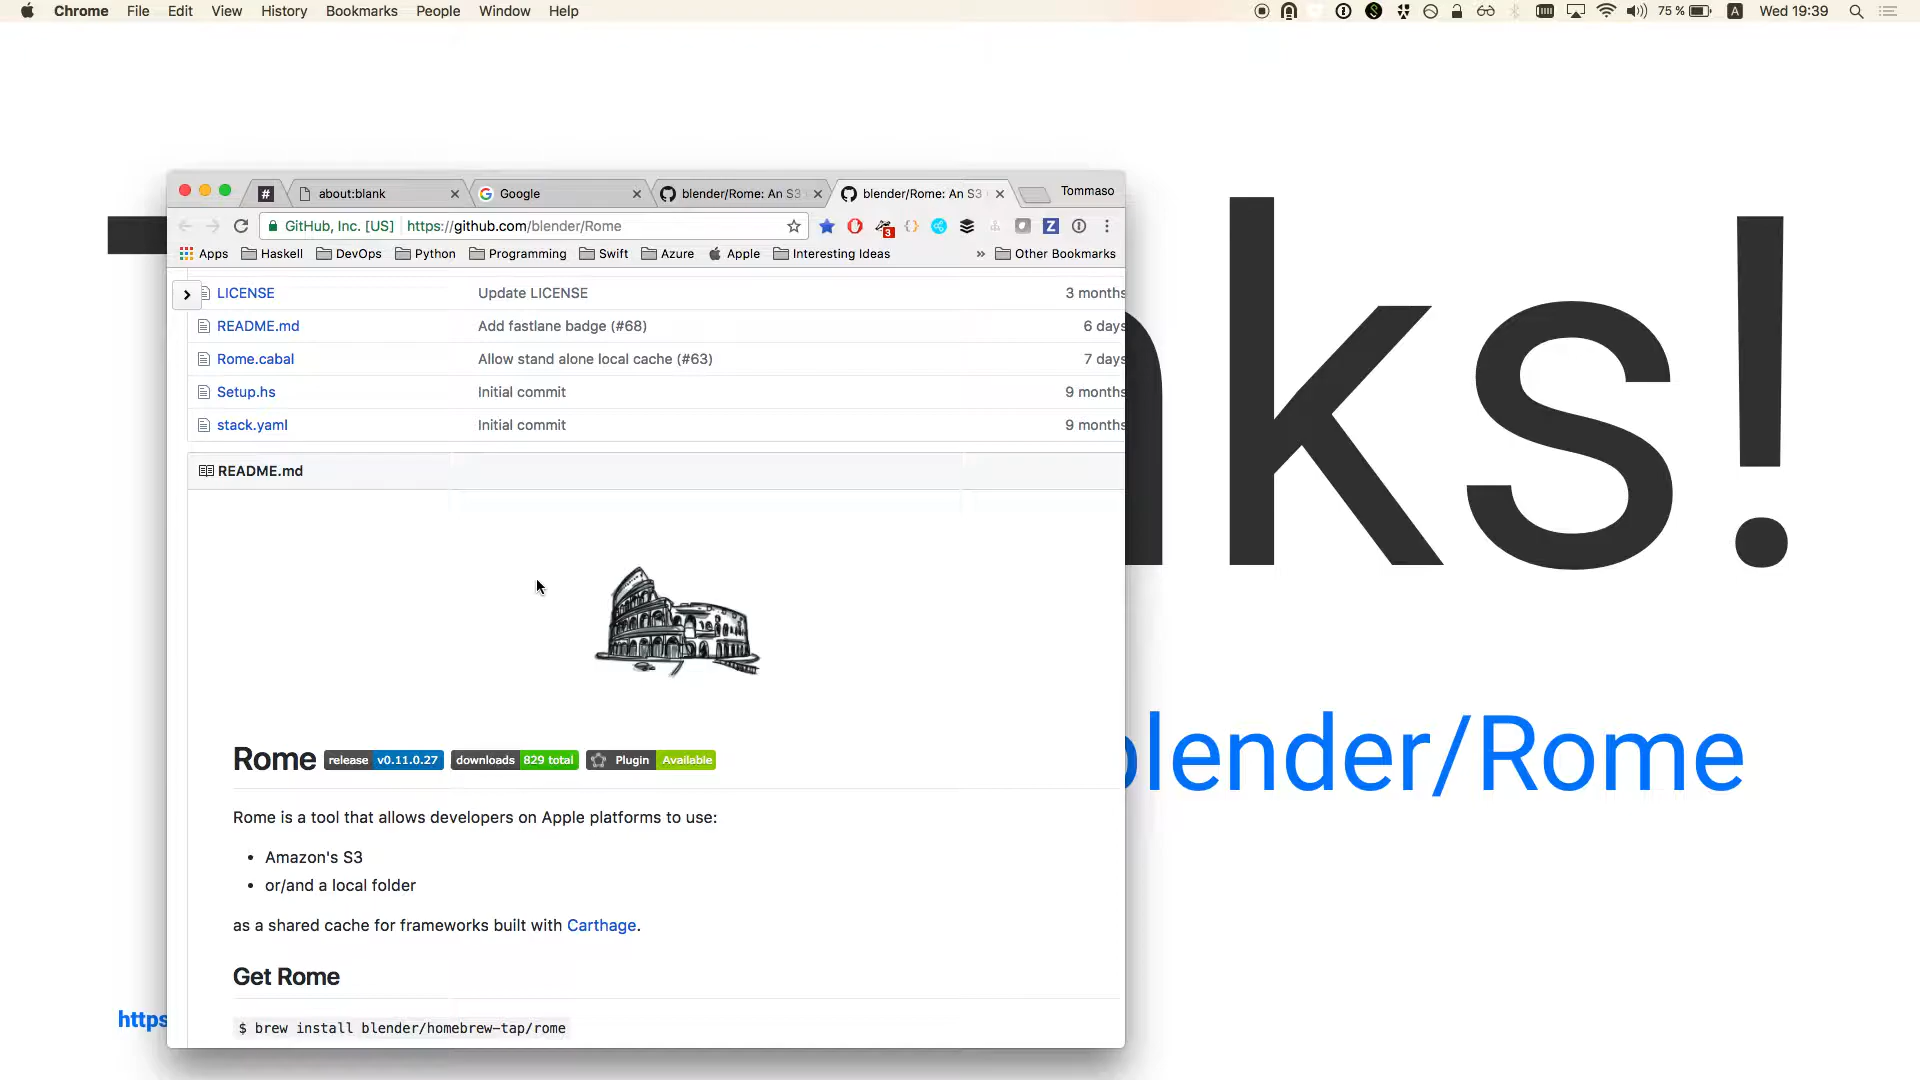 Chrome File Edit View History Bookmarks People Window Help 75 % A Wed 19:39
about:blank Google blender/Rome: An S3 blender/Rome: An S3 Tommaso
GitHub, Inc. [US] https://github.com/blender/Rome 3 Z
Apps Haskell DevOps Python Programming Swift Azure Apple Interesting Ideas » Other Bookmarks
LICENSE Update LICENSE 3 months
README.md Add fastlane badge (#68) 6 days
Rome.cabal Allow stand alone local cache (#63) 7 days
Setup.hs Initial commit 9 months
stack.yaml Initial commit 9 months
README.md
Rome release v0.11.0.27 downloads 829 total Plugin Available
Rome is a tool that allows developers on Apple platforms to use:
• Amazon's S3
• or/and a local folder
as a shared cache for frameworks built with Carthage.
Get Rome
$ brew install blender/homebrew-tap/rome
ks!
blender/Rome
https